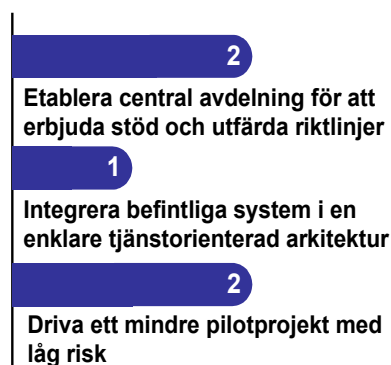 2
Etablera central avdelning för att
erbjuda stöd och utfärda riktlinjer
1
Integrera befintliga system i en
enklare tjänstorienterad arkitektur
2
Driva ett mindre pilotprojekt med
låg risk